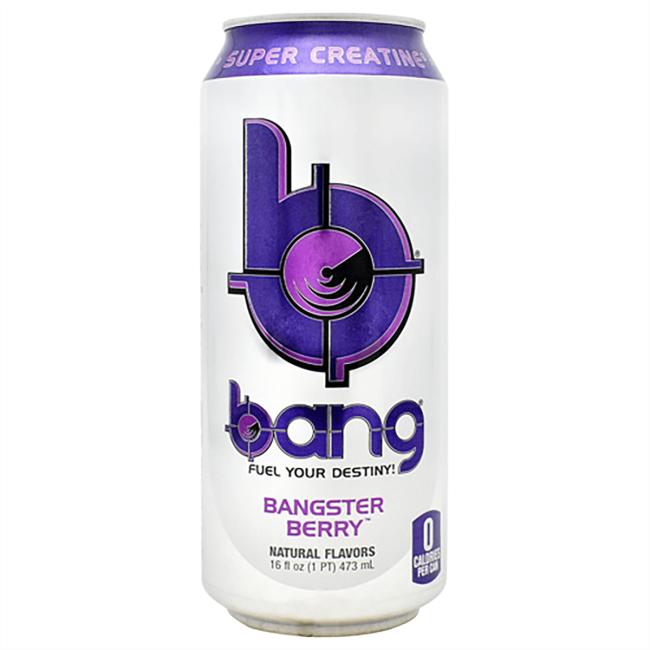 SUPER CREATINE®
b®
bang®
FUEL YOUR DESTINY!
BANGSTER
BERRY™
NATURAL FLAVORS
16 fl oz (1 PT) 473 mL
0
CALORIES
PER CAN